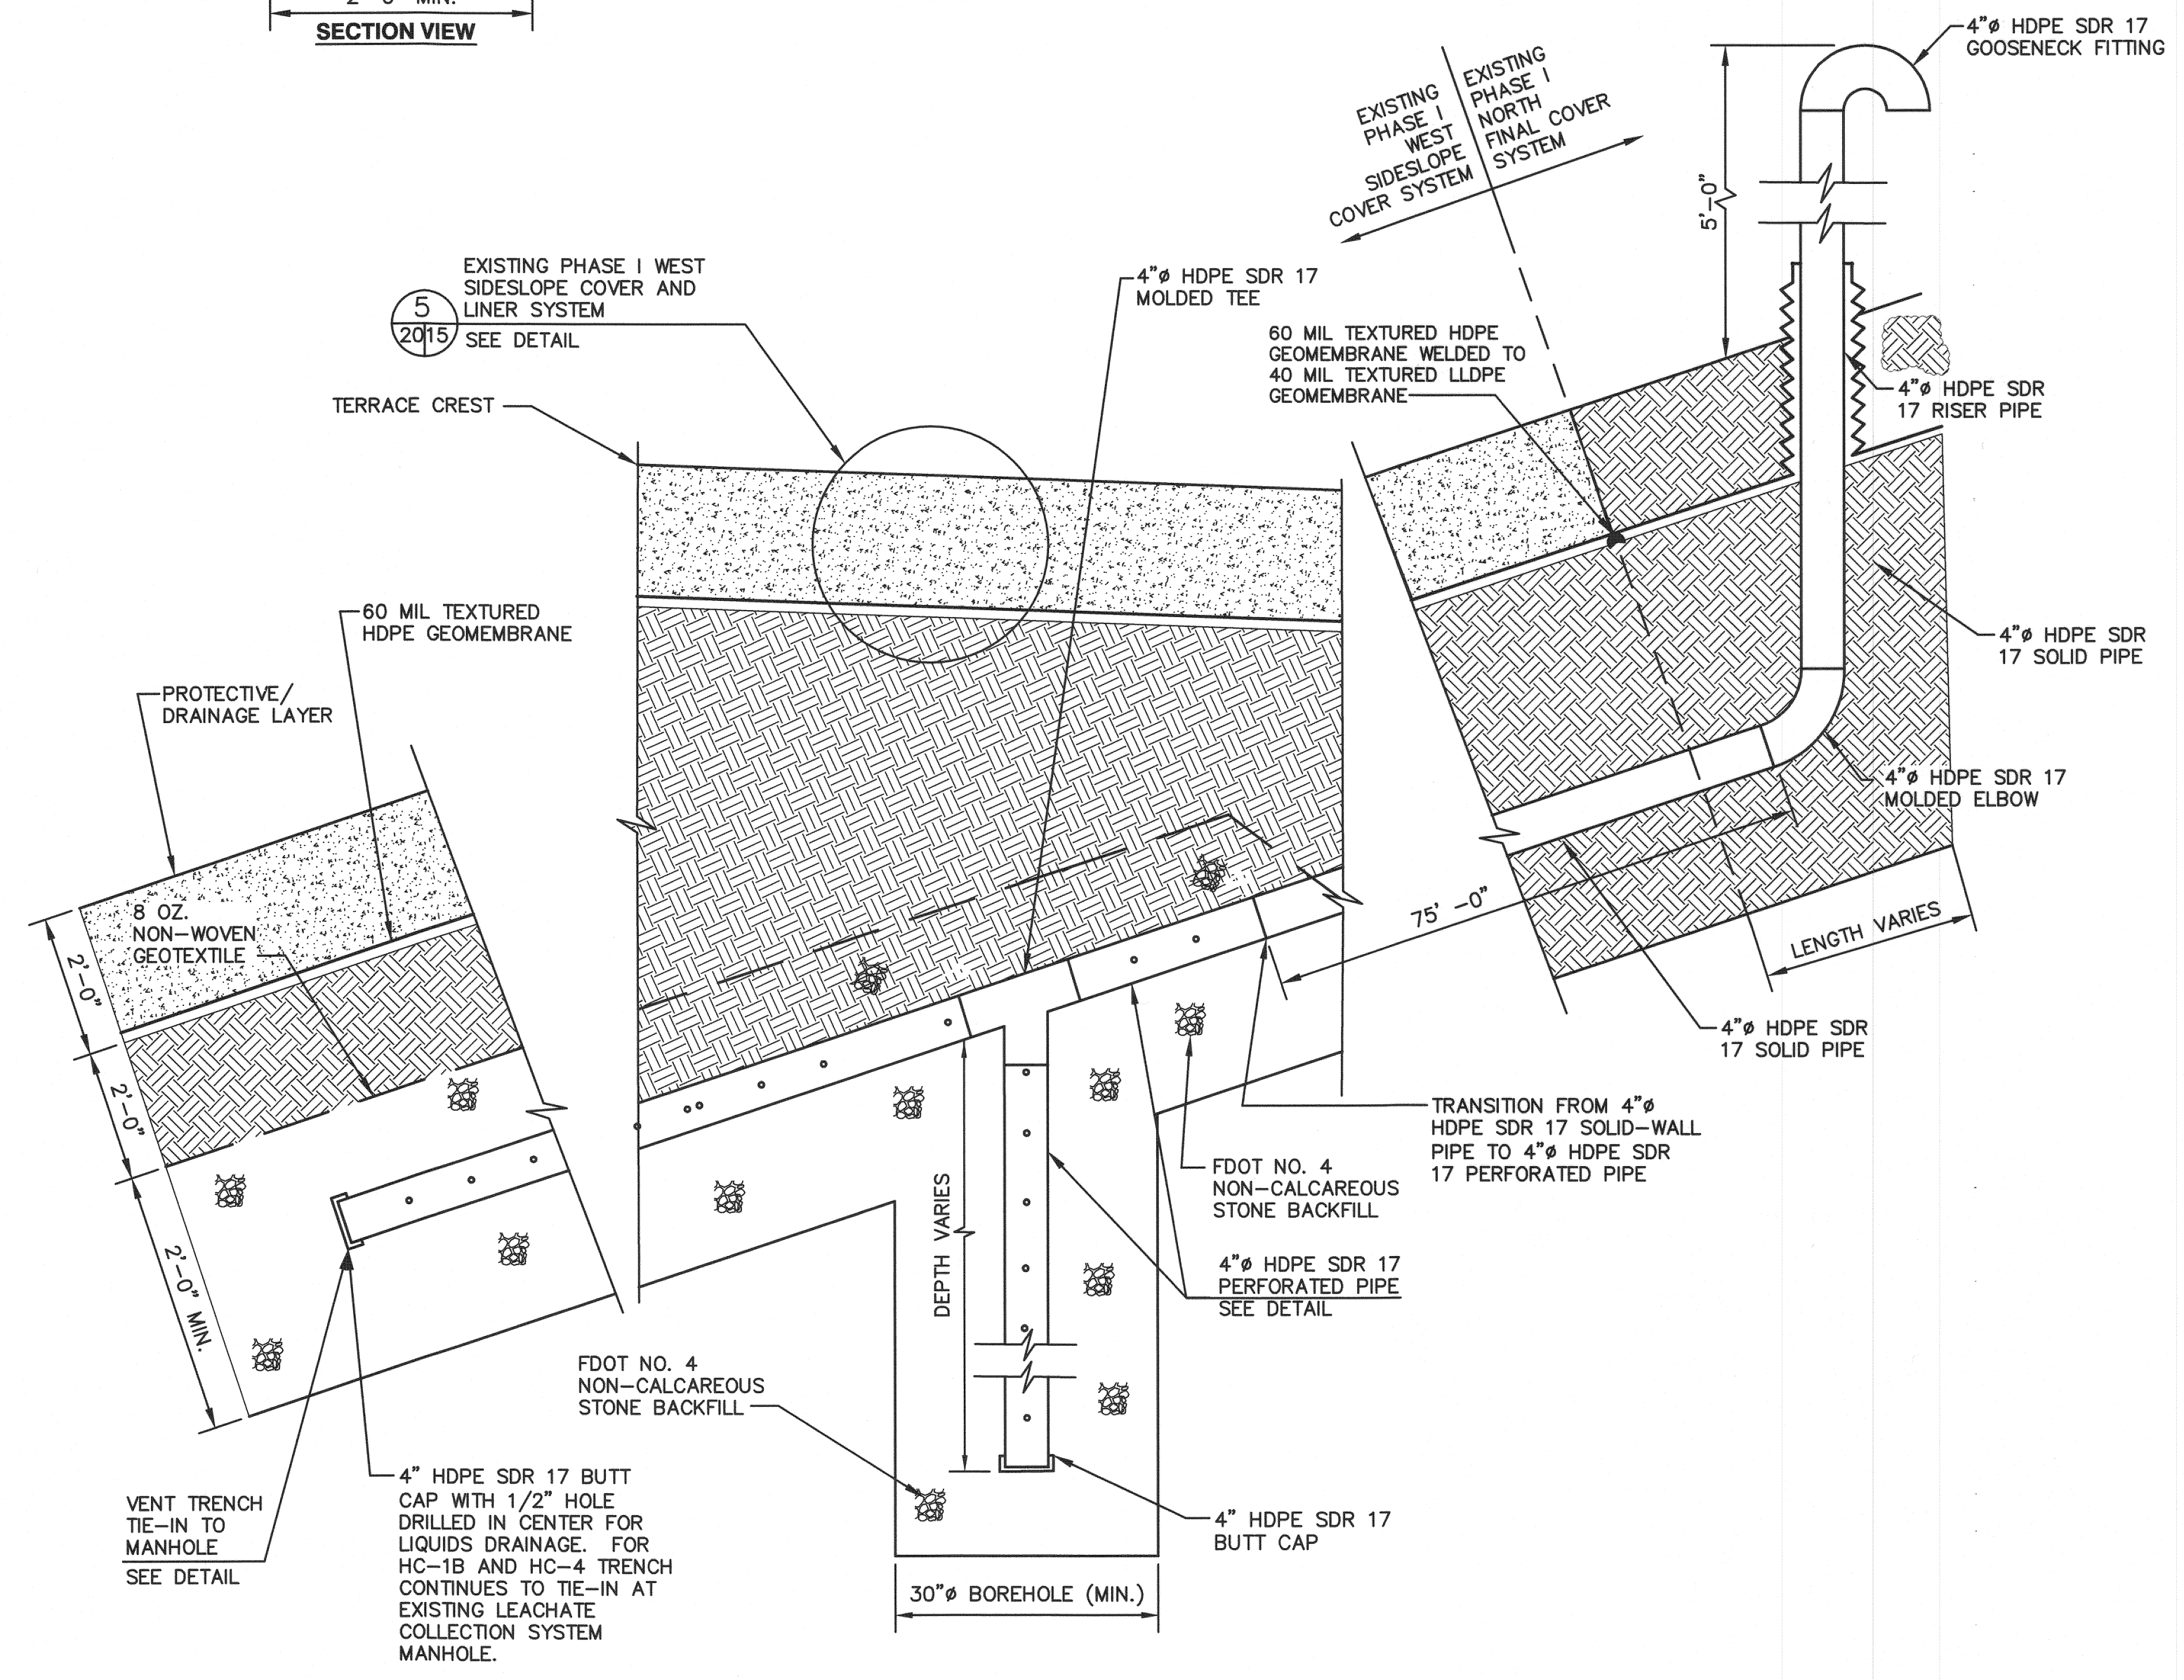 SECTION VIEW
4"ø HDPE SDR 17
GOOSENECK FITTING
EXISTING
PHASE I
WEST
SIDESLOPE
COVER SYSTEM
EXISTING
PHASE I
NORTH
FINAL COVER
SYSTEM
5'-0"
EXISTING PHASE I WEST
SIDESLOPE COVER AND
LINER SYSTEM
5
2015
SEE DETAIL
4"ø HDPE SDR 17
MOLDED TEE
60 MIL TEXTURED HDPE
GEOMEMBRANE WELDED TO
40 MIL TEXTURED LLDPE
GEOMEMBRANE
TERRACE CREST
4"ø HDPE SDR
17 RISER PIPE
60 MIL TEXTURED
HDPE GEOMEMBRANE
4"ø HDPE SDR
17 SOLID PIPE
PROTECTIVE/
DRAINAGE LAYER
4"ø HDPE SDR 17
MOLDED ELBOW
8 OZ.
NON-WOVEN
GEOTEXTILE
75' -0"
LENGTH VARIES
2'-0"
2'-0"
2'-0" MIN.
4"ø HDPE SDR
17 SOLID PIPE
TRANSITION FROM 4"ø
HDPE SDR 17 SOLID-WALL
PIPE TO 4"ø HDPE SDR
17 PERFORATED PIPE
FDOT NO. 4
NON-CALCAREOUS
STONE BACKFILL
DEPTH VARIES
4"ø HDPE SDR 17
PERFORATED PIPE
SEE DETAIL
FDOT NO. 4
NON-CALCAREOUS
STONE BACKFILL
VENT TRENCH
TIE-IN TO
MANHOLE
SEE DETAIL
4" HDPE SDR 17 BUTT
CAP WITH 1/2" HOLE
DRILLED IN CENTER FOR
LIQUIDS DRAINAGE. FOR
HC-1B AND HC-4 TRENCH
CONTINUES TO TIE-IN AT
EXISTING LEACHATE
COLLECTION SYSTEM
MANHOLE.
4" HDPE SDR 17
BUTT CAP
30"ø BOREHOLE (MIN.)